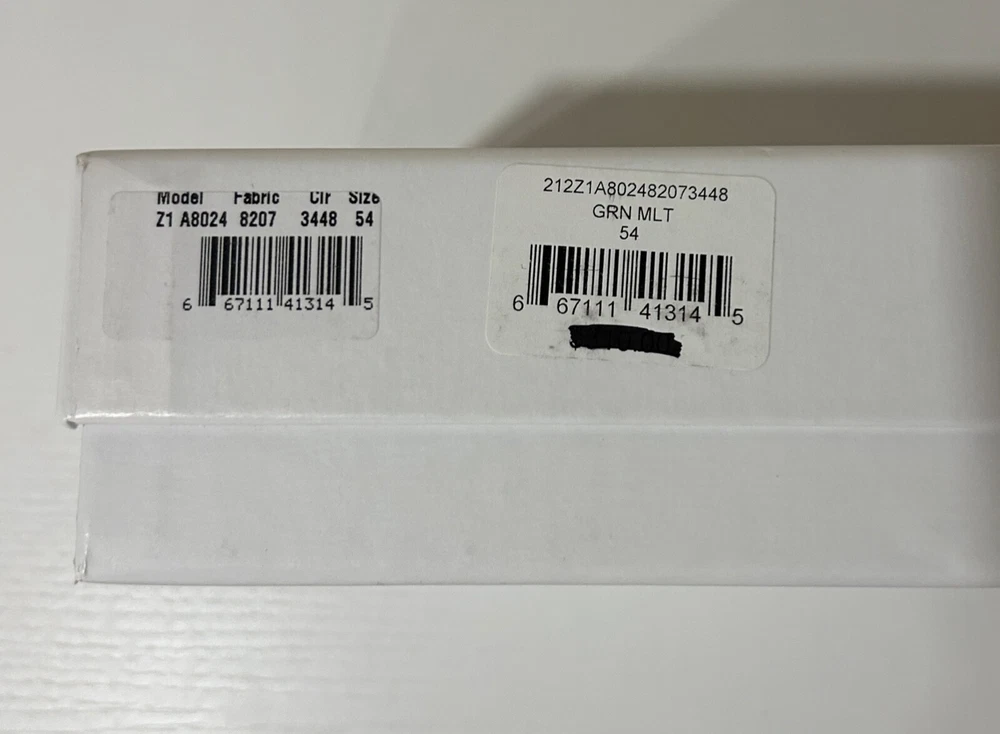 Model Fabric Clr Size
Z1 A8024 8207 3448 54
6 67111 41314 5
212Z1A802482073448
GRN MLT
54
6 67111 41314 5